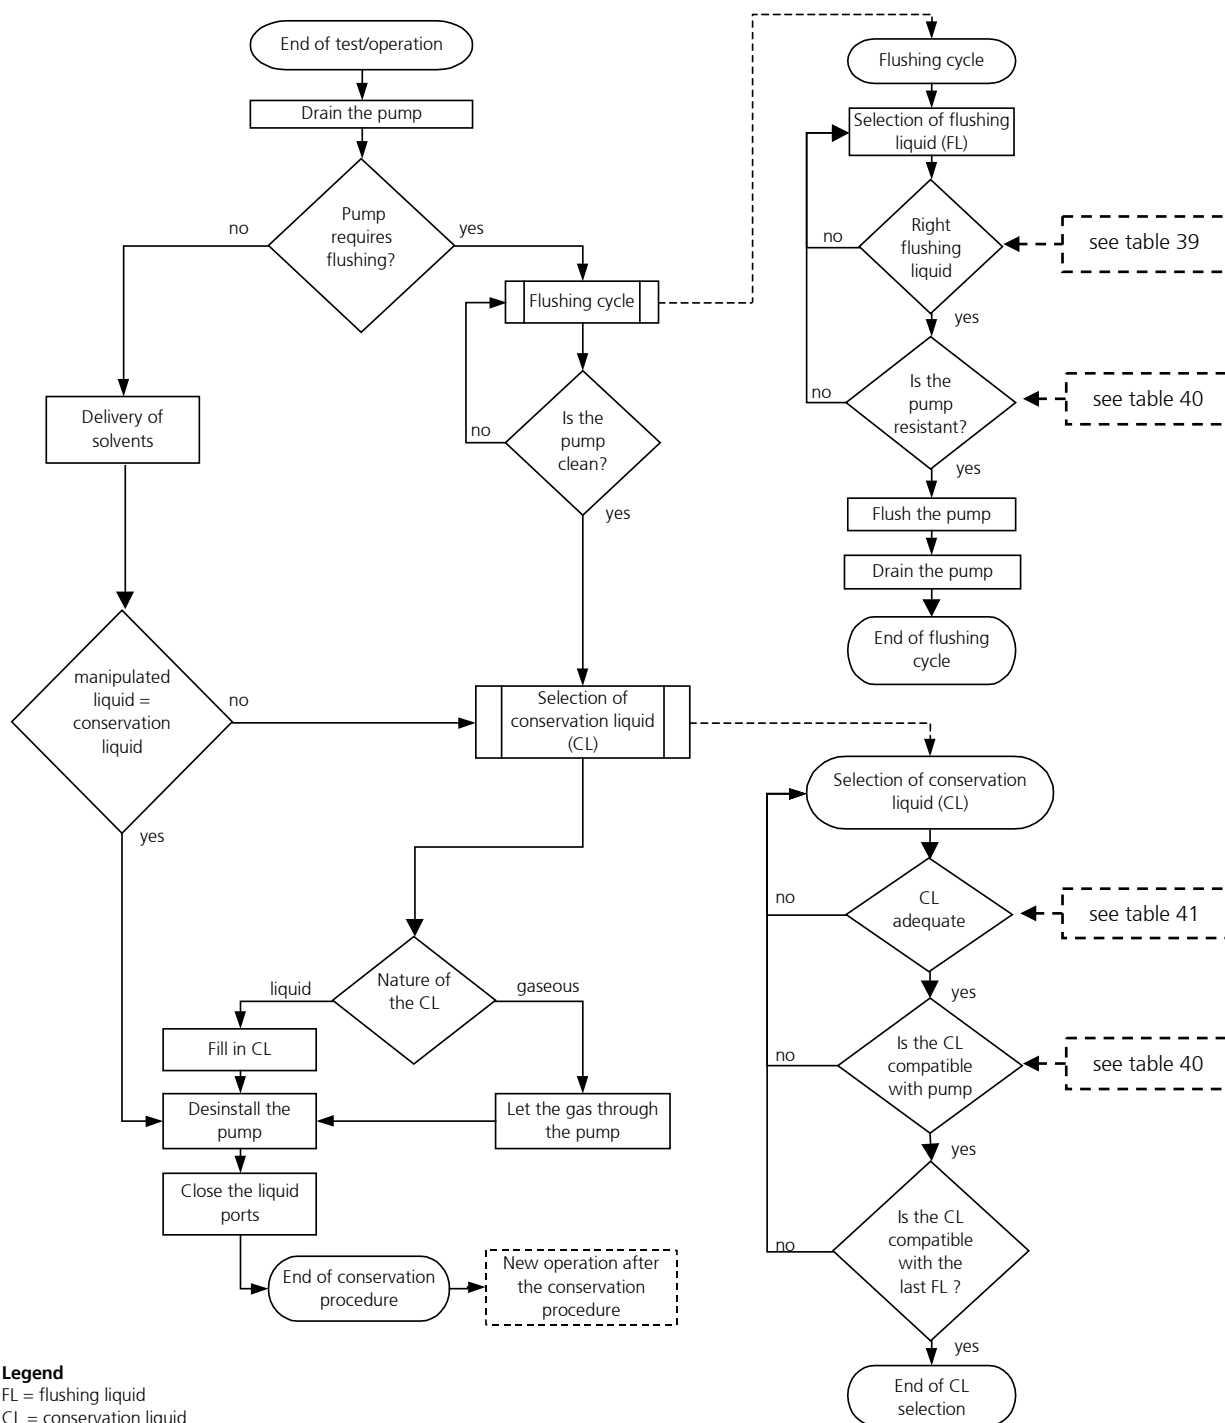 End of test/operation
Drain the pump
Pump
requires
flushing?
no
yes
Flushing cycle
Is the
pump
clean?
no
yes
Delivery of
solvents
manipulated
liquid =
conservation
liquid
no
yes
Selection of
conservation liquid
(CL)
Nature of
the CL
liquid
gaseous
Fill in CL
Desinstall the
pump
Let the gas through
the pump
Close the liquid
ports
End of conservation
procedure
New operation after
the conservation
procedure
Flushing cycle
Selection of flushing
liquid (FL)
Right
flushing
liquid
no
see table 39
yes
Is the
pump
resistant?
no
see table 40
yes
Flush the pump
Drain the pump
End of flushing
cycle
Selection of conservation
liquid (CL)
CL
adequate
no
see table 41
yes
Is the CL
compatible
with pump
no
see table 40
yes
Is the CL
compatible
with the
last FL ?
no
yes
End of CL
selection
Legend
FL = flushing liquid
CL = conservation liquid